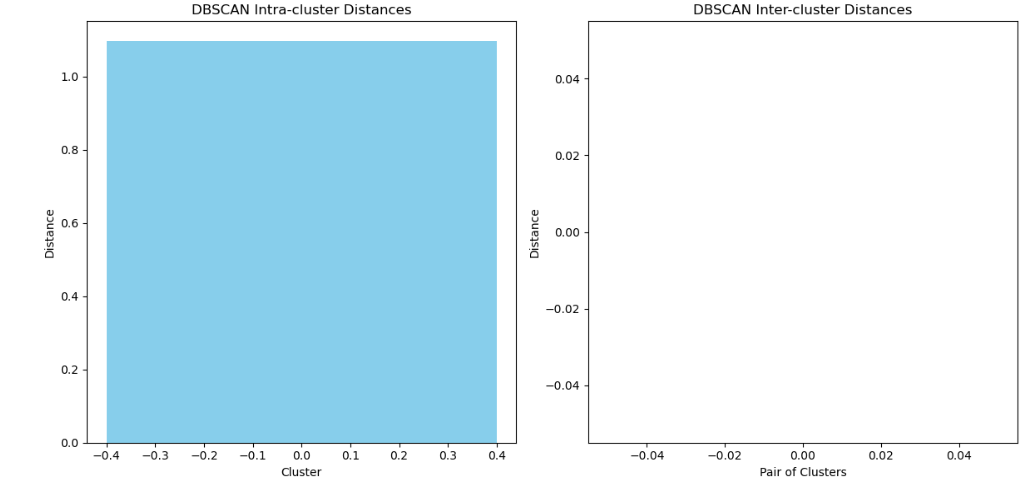 DBSCAN Intra-cluster Distances
Distance
1.0
0.8
0.6
0.4
0.2
0.0
−0.4 −0.3 −0.2 −0.1 0.0 0.1 0.2 0.3 0.4
Cluster
DBSCAN Inter-cluster Distances
Distance
0.04
0.02
0.00
−0.02
−0.04
−0.04 −0.02 0.00 0.02 0.04
Pair of Clusters